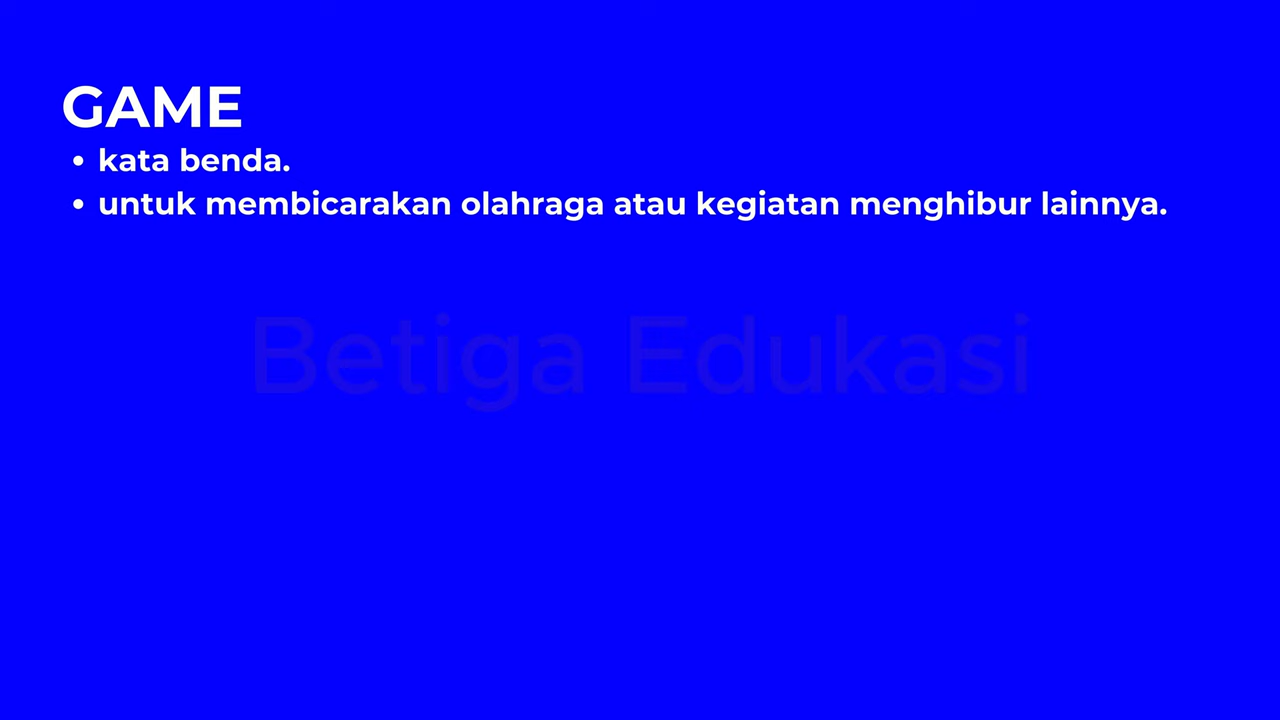 GAME
• kata benda.
• untuk membicarakan olahraga atau kegiatan menghibur lainnya.
Betiga Edukasi